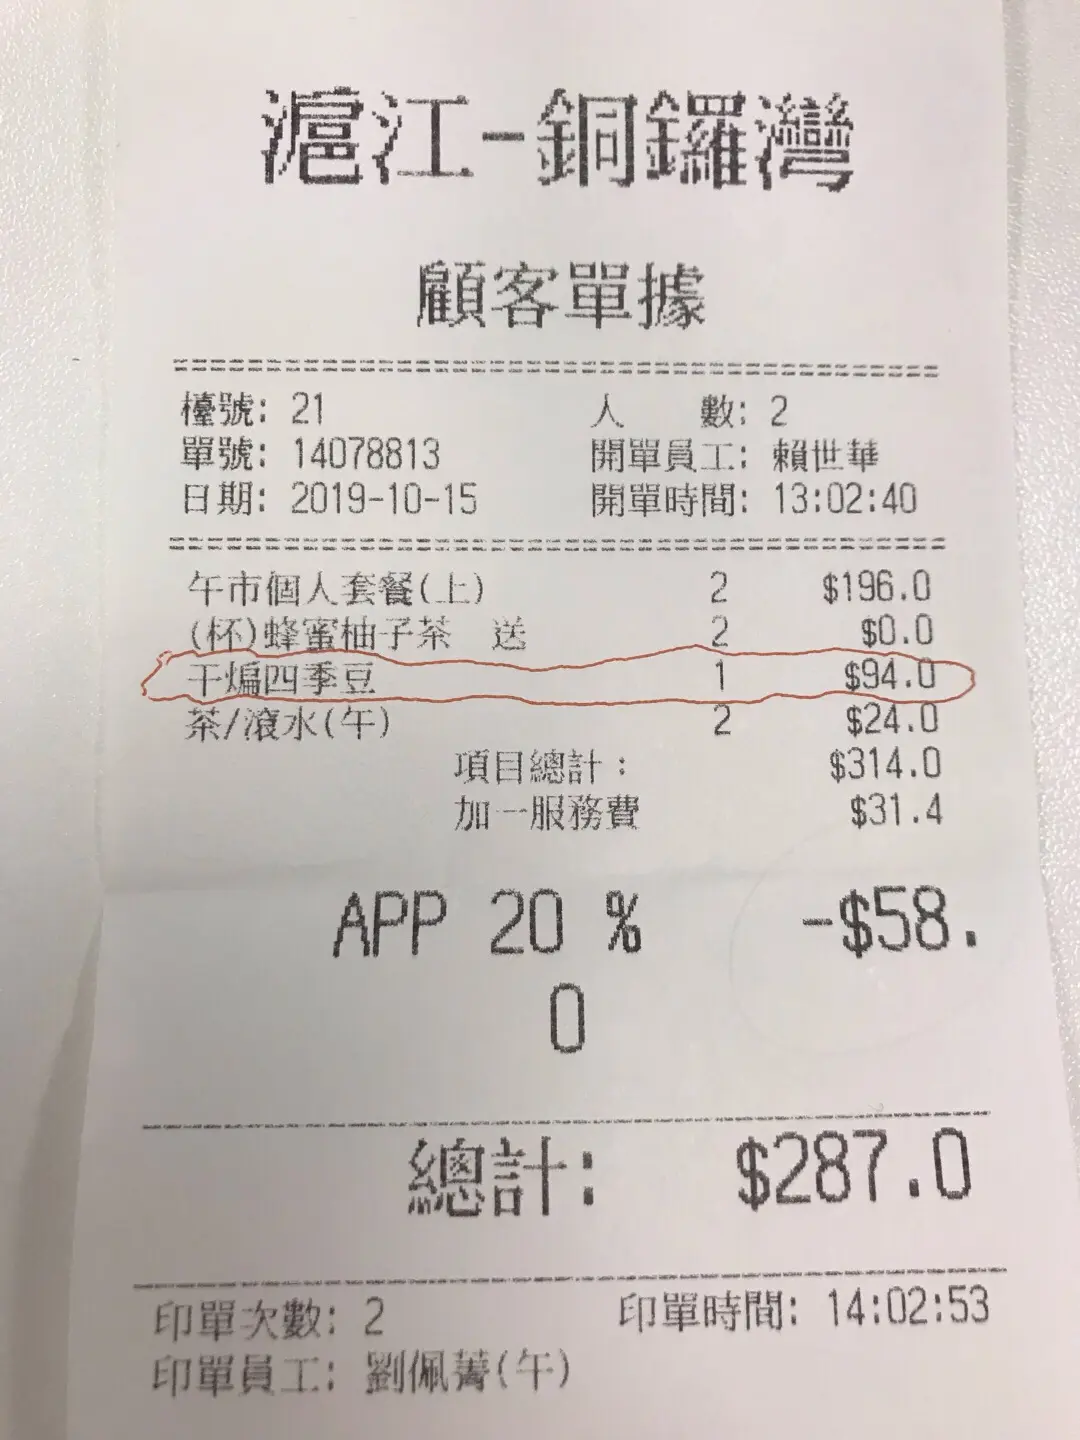 滬江-銅鑼灣
顧客單據
檯號: 21 人 數: 2
單號: 14078813 開單員工: 賴世華
日期: 2019-10-15 開單時間: 13:02:40
午市個人套餐(上) 2 $196.0
(杯)蜂蜜柚子茶 送 2 $0.0
干煸四季豆 1 $94.0
茶/滾水(午) 2 $24.0
項目總計: $314.0
加一服務費 $31.4
APP 20 % -$58.
0
總計: $287.0
印單次數: 2 印單時間: 14:02:53
印單員工: 劉佩菁(午)